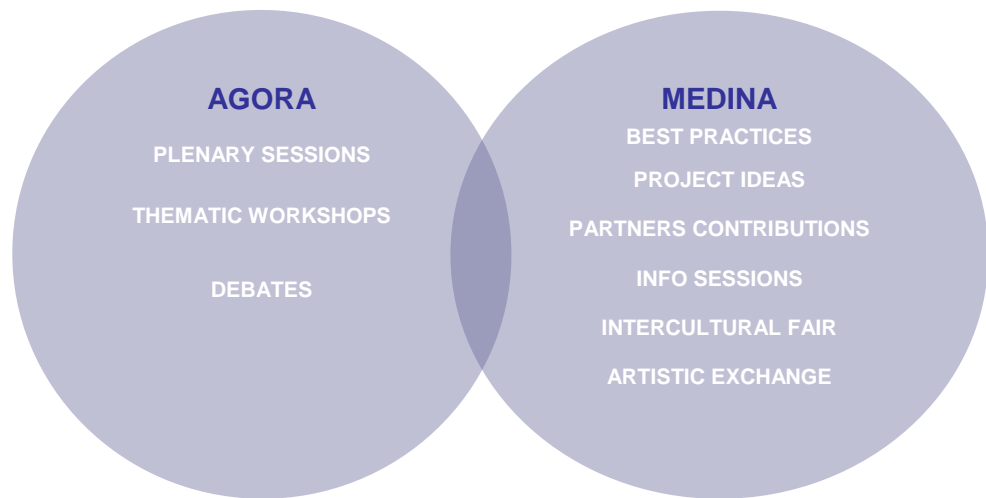 AGORA
PLENARY SESSIONS
THEMATIC WORKSHOPS
DEBATES
MEDINA
BEST PRACTICES
PROJECT IDEAS
PARTNERS CONTRIBUTIONS
INFO SESSIONS
INTERCULTURAL FAIR
ARTISTIC EXCHANGE